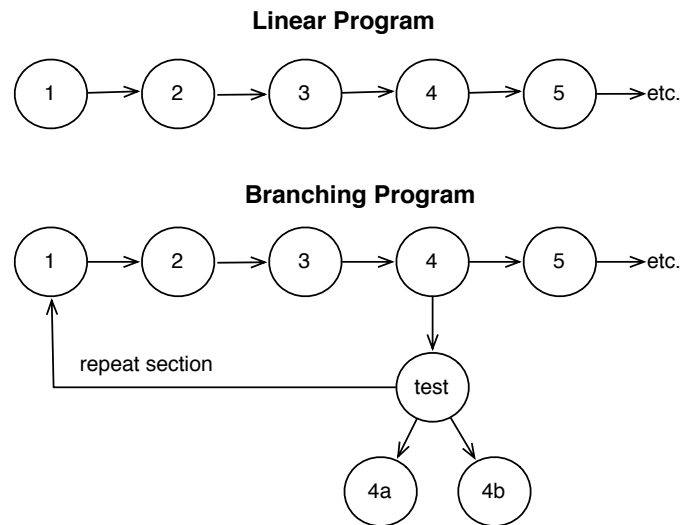 Linear Program
1 2 3 4 5 etc.
Branching Program
1 2 3 4 5 etc.
repeat section
test
4a 4b